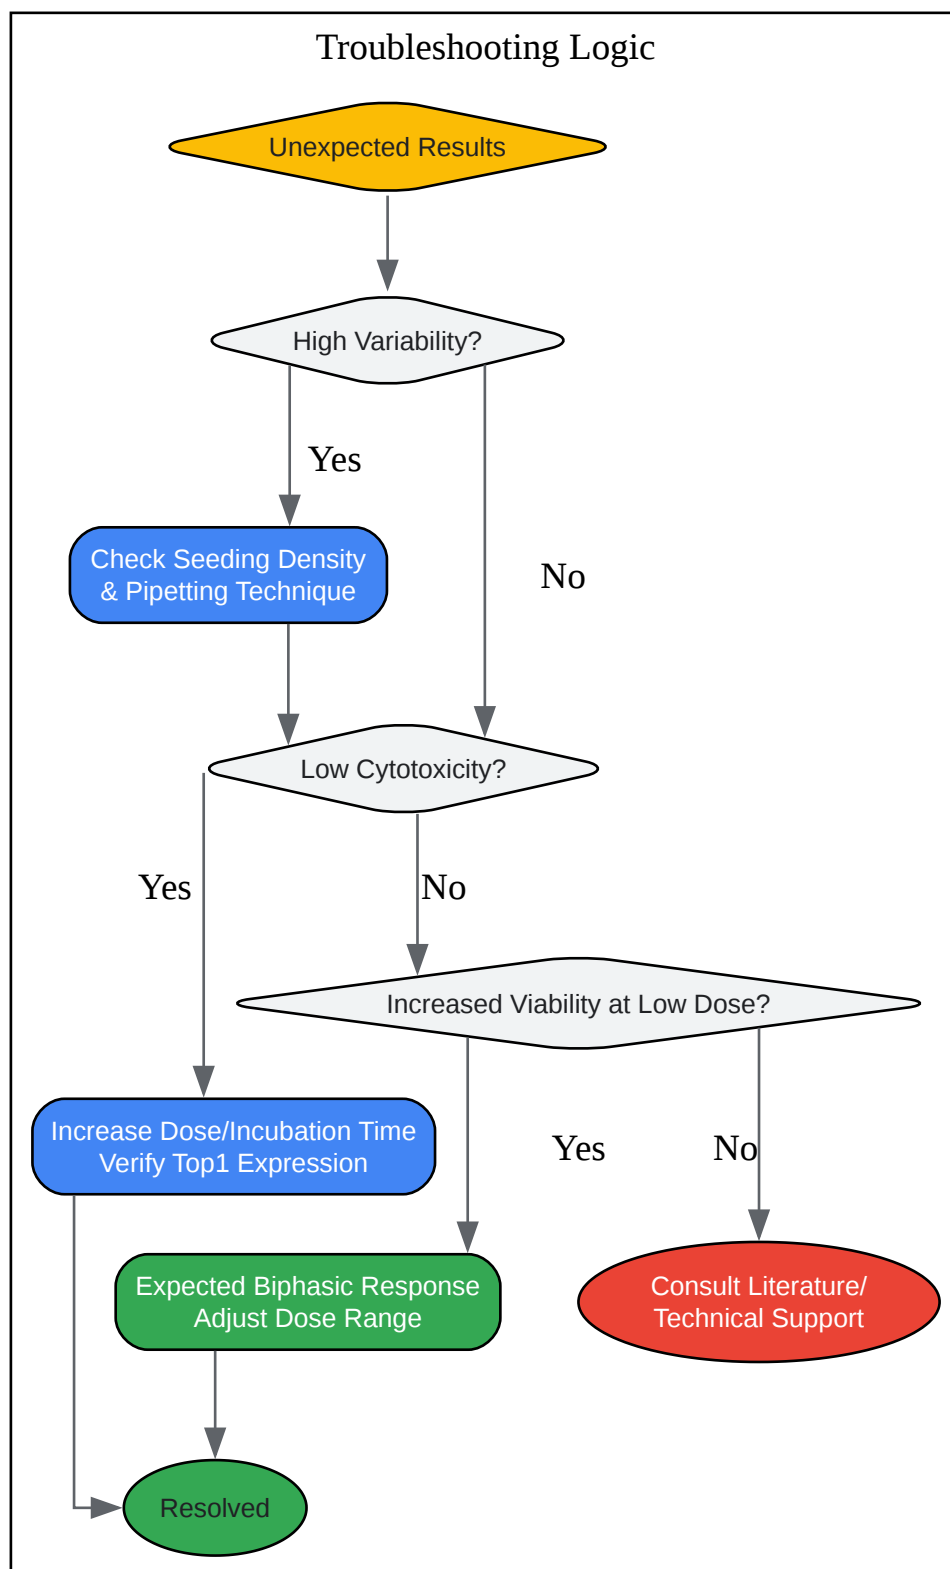 Troubleshooting Logic
Unexpected Results
High Variability?
Yes
Check Seeding Density
& Pipetting Technique
No
Low Cytotoxicity?
Yes
No
Increased Viability at Low Dose?
Increase Dose/Incubation Time
Verify Top1 Expression
Yes
No
Expected Biphasic Response
Adjust Dose Range
Consult Literature/
Technical Support
Resolved